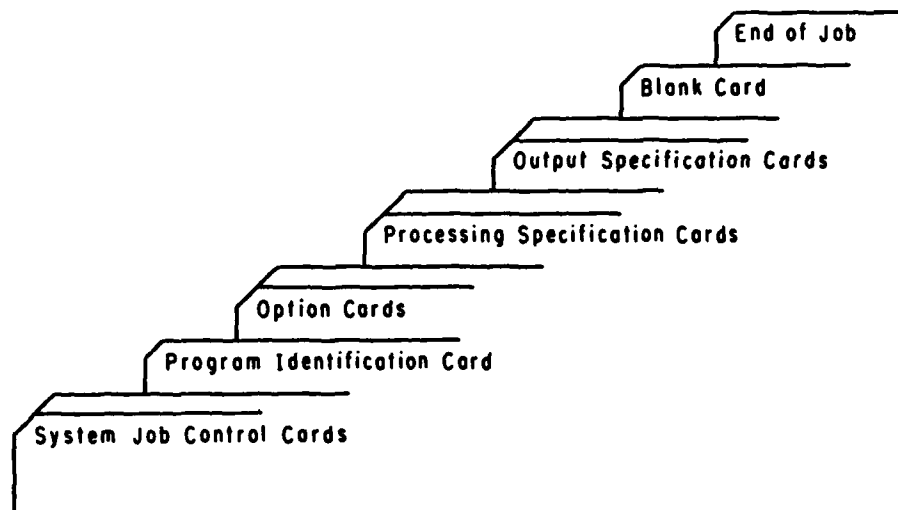 End of Job
Blank Card
Output Specification Cards
Processing Specification Cards
Option Cards
Program Identification Card
System Job Control Cards